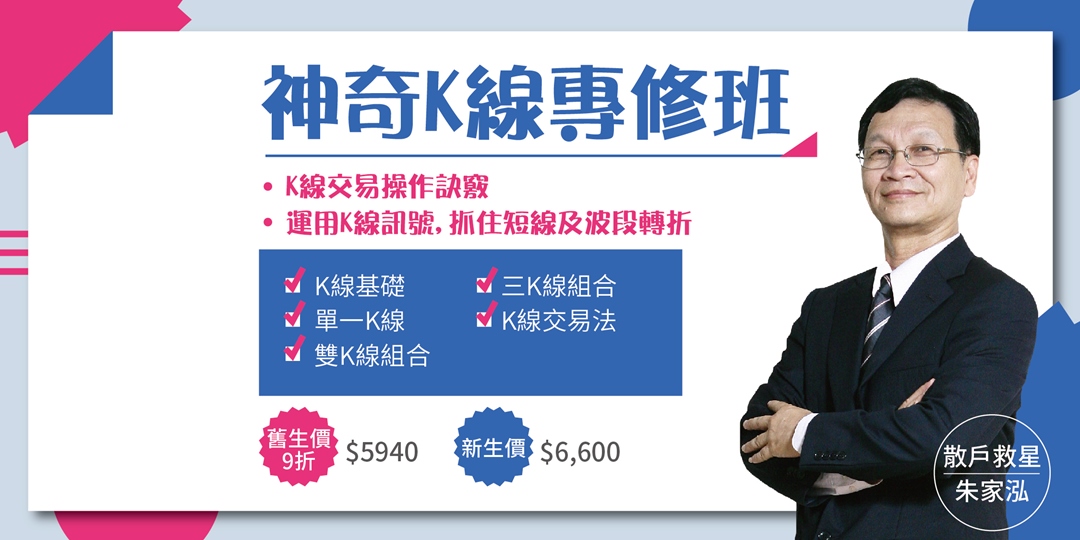 神奇K線專修班
• K線交易操作訣竅
• 運用K線訊號, 抓住短線及波段轉折
K線基礎
單一K線
雙K線組合
三K線組合
K線交易法
舊生價
9折
$5940
新生價
$6,600
散戶救星
朱家泓